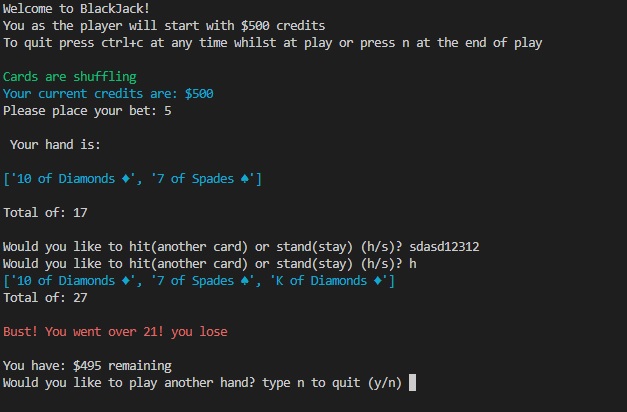 Welcome to BlackJack!
You as the player will start with $500 credits
To quit press ctrl+c at any time whilst at play or press n at the end of play
Cards are shuffling
Your current credits are: $500
Please place your bet: 5
Your hand is:
['10 of Diamonds ♦', '7 of Spades ♠']
Total of: 17
Would you like to hit(another card) or stand(stay) (h/s)? sdasd12312
Would you like to hit(another card) or stand(stay) (h/s)? h
['10 of Diamonds ♦', '7 of Spades ♠', 'K of Diamonds ♦']
Total of: 27
Bust! You went over 21! you lose
You have: $495 remaining
Would you like to play another hand? type n to quit (y/n)